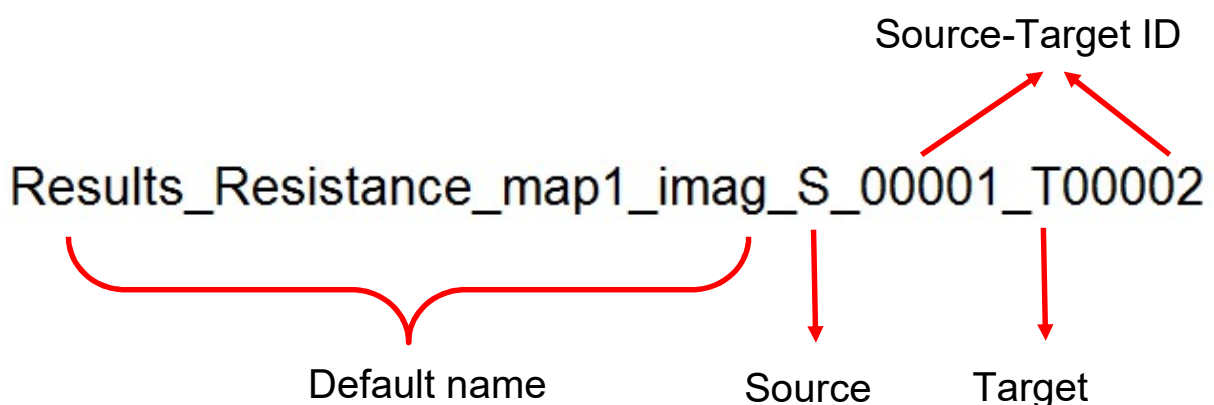 Source-Target ID
Results_Resistance_map1_imag_S_00001_T00002
Default name
Source
Target